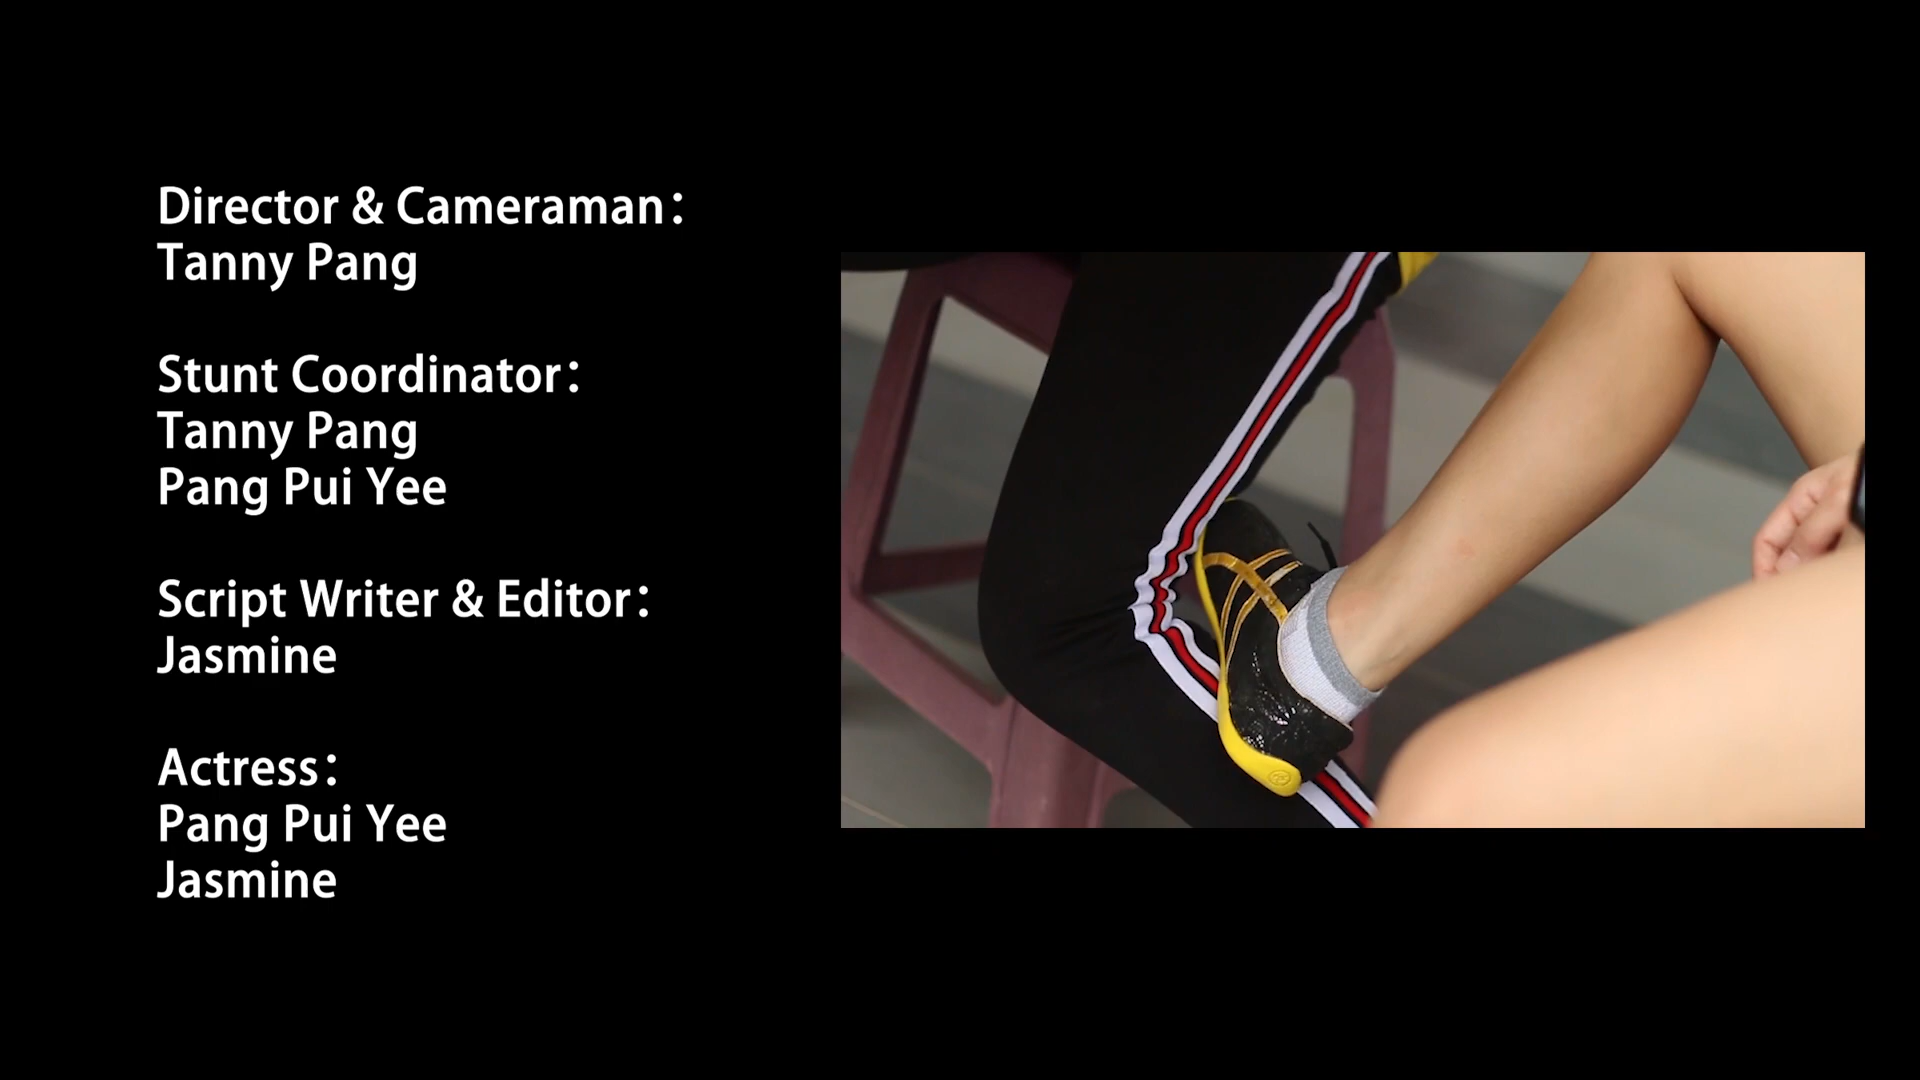 Director & Cameraman:
Tanny Pang
Stunt Coordinator:
Tanny Pang
Pang Pui Yee
Script Writer & Editor:
Jasmine
Actress:
Pang Pui Yee
Jasmine